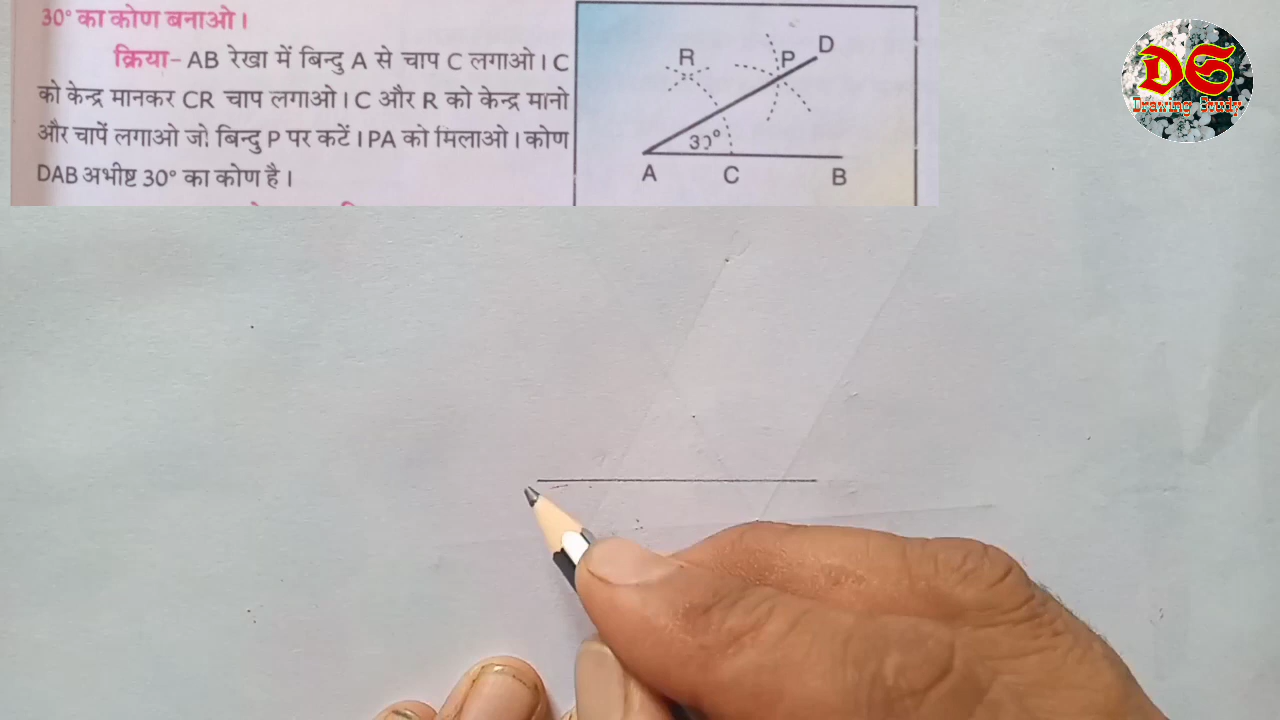 30° का कोण बनाओ।
क्रिया- AB रेखा में बिन्दु A से चाप C लगाओ। C
को केन्द्र मानकर CR चाप लगाओ। C और R को केन्द्र मानो
और चापें लगाओ जो बिन्दु P पर कटें। PA को मिलाओ। कोण
DAB अभीष्ट 30° का कोण है।
R P D
30°
A C B
DS
Drawing Study